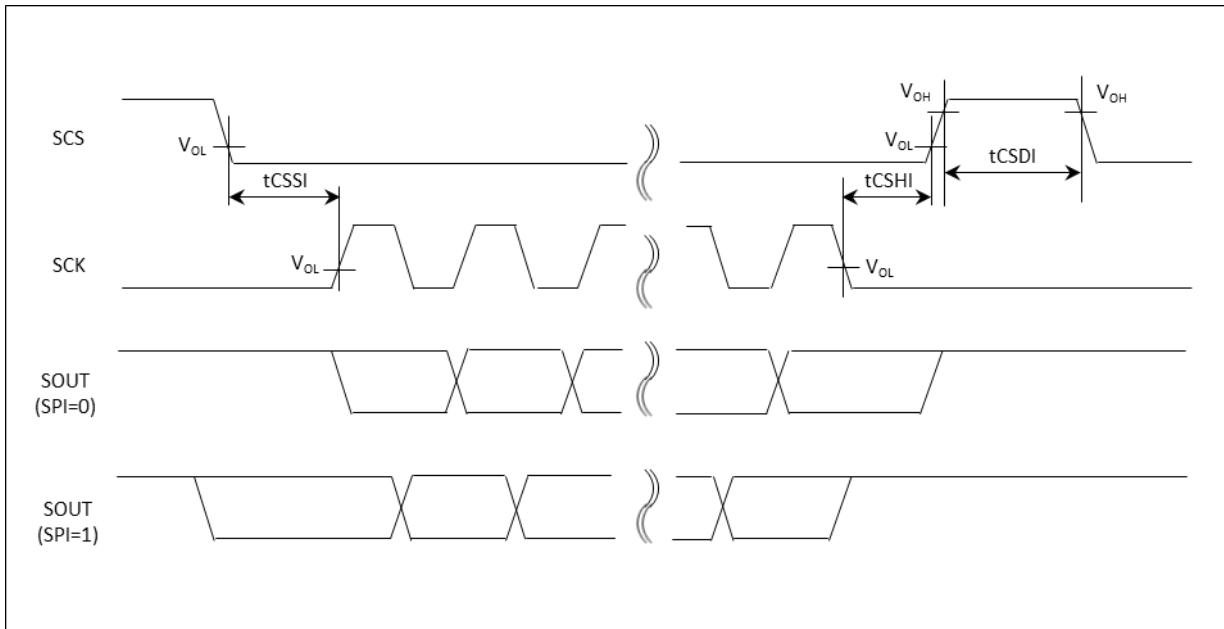 SCS
VOL
tCSSI
VOL
tCSHI
VOH
tCSDI
VOH
SCK
VOL
VOL
SOUT
(SPI=0)
SOUT
(SPI=1)